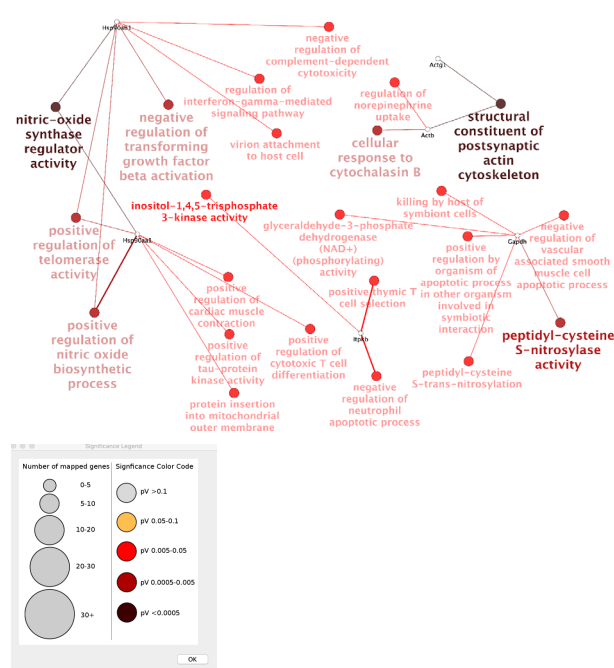 Hsp90ab1
negative
regulation of
complement-dependent
cytotoxicity
Actg1
regulation of
interferon-gamma-mediated
signaling pathway
regulation of
norepinephrine
uptake
nitric-oxide
synthase
regulator
activity
negative
regulation of
transforming
growth factor
beta activation
virion attachment
to host cell
Actb
cellular
response to
cytochalasin B
structural
constituent of
postsynaptic
actin
cytoskeleton
inositol-1,4,5-trisphosphate
3-kinase activity
killing by host of
symbiont cells
glyceraldehyde-3-phosphate
dehydrogenase
(NAD+)
(phosphorylating)
activity
negative
regulation of
vascular
associated smooth
muscle cell
apoptotic process
positive
regulation of
telomerase
activity
Hsp90aa1
Gapdh
positive
regulation by
organism of
apoptotic process
in other organism
involved in
symbiotic
interaction
positive
regulation of
cardiac muscle
contraction
positive thymic T
cell selection
positive
regulation of
nitric oxide
biosynthetic
process
positive
regulation of
tau-protein
kinase activity
positive
regulation of
cytotoxic T cell
differentiation
Itpkb
peptidyl-cysteine
S-nitrosylase
activity
peptidyl-cysteine
S-trans-nitrosylation
protein insertion
into mitochondrial
outer membrane
negative
regulation of
neutrophil
apoptotic process
Significance Legend
Number of mapped genes
Signficance Color Code
0-5
pV >0.1
5-10
pV 0.05-0.1
10-20
pV 0.005-0.05
20-30
pV 0.0005-0.005
30+
pV <0.0005
OK